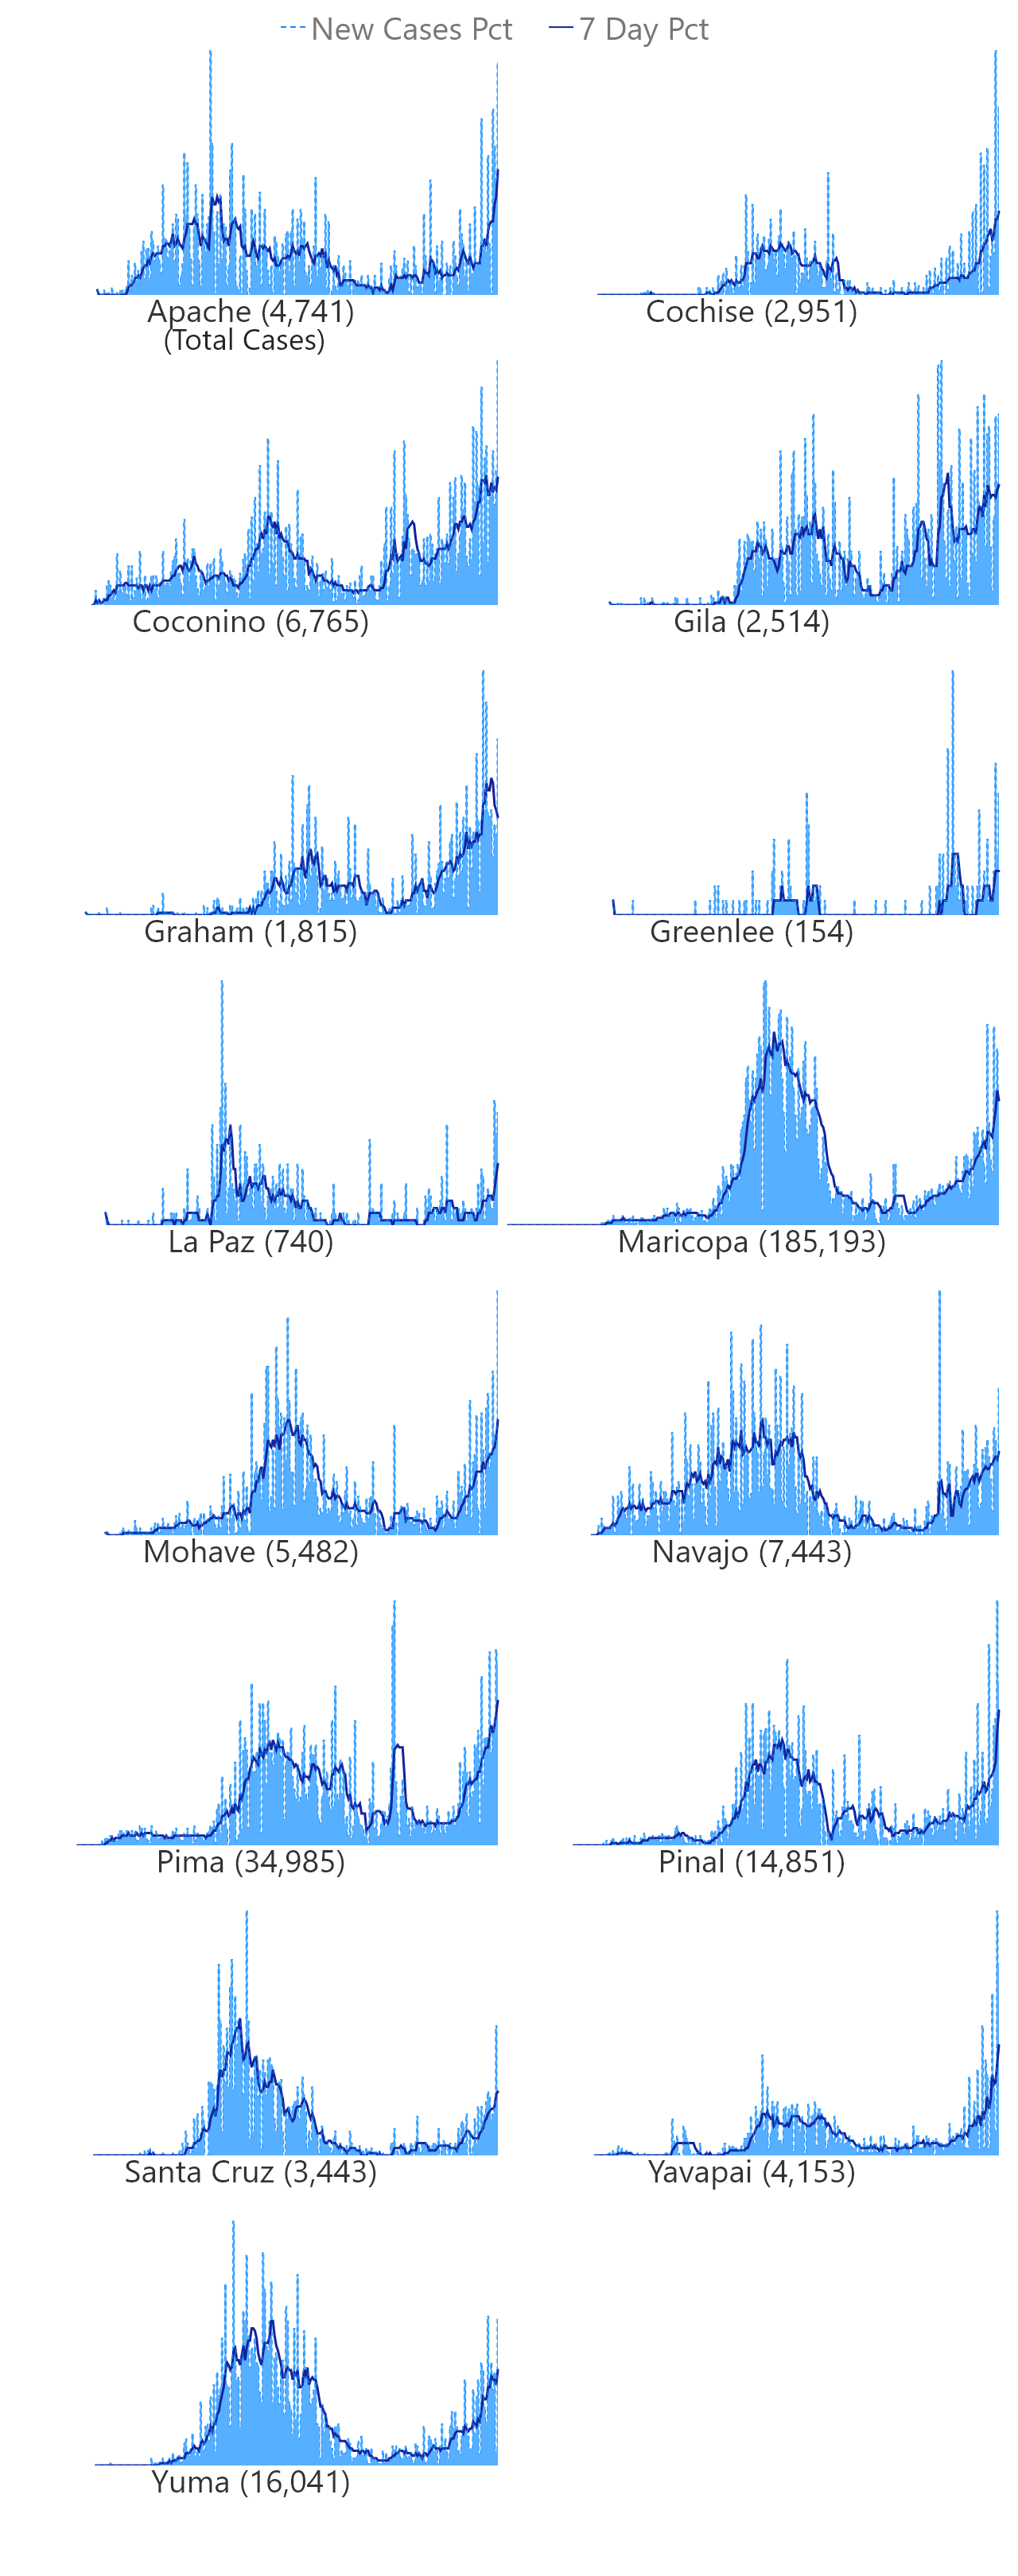 New Cases Pct 7 Day Pct
Apache (4,741) Cochise (2,951)
(Total Cases)
Coconino (6,765) Gila (2,514)
Graham (1,815) Greenlee (154)
La Paz (740) Maricopa (185,193)
Mohave (5,482) Navajo (7,443)
Pima (34,985) Pinal (14,851)
Santa Cruz (3,443) Yavapai (4,153)
Yuma (16,041)